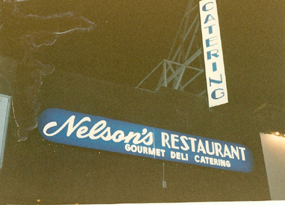 CATERING
Nelson's RESTAURANT
GOURMET DELI CATERING